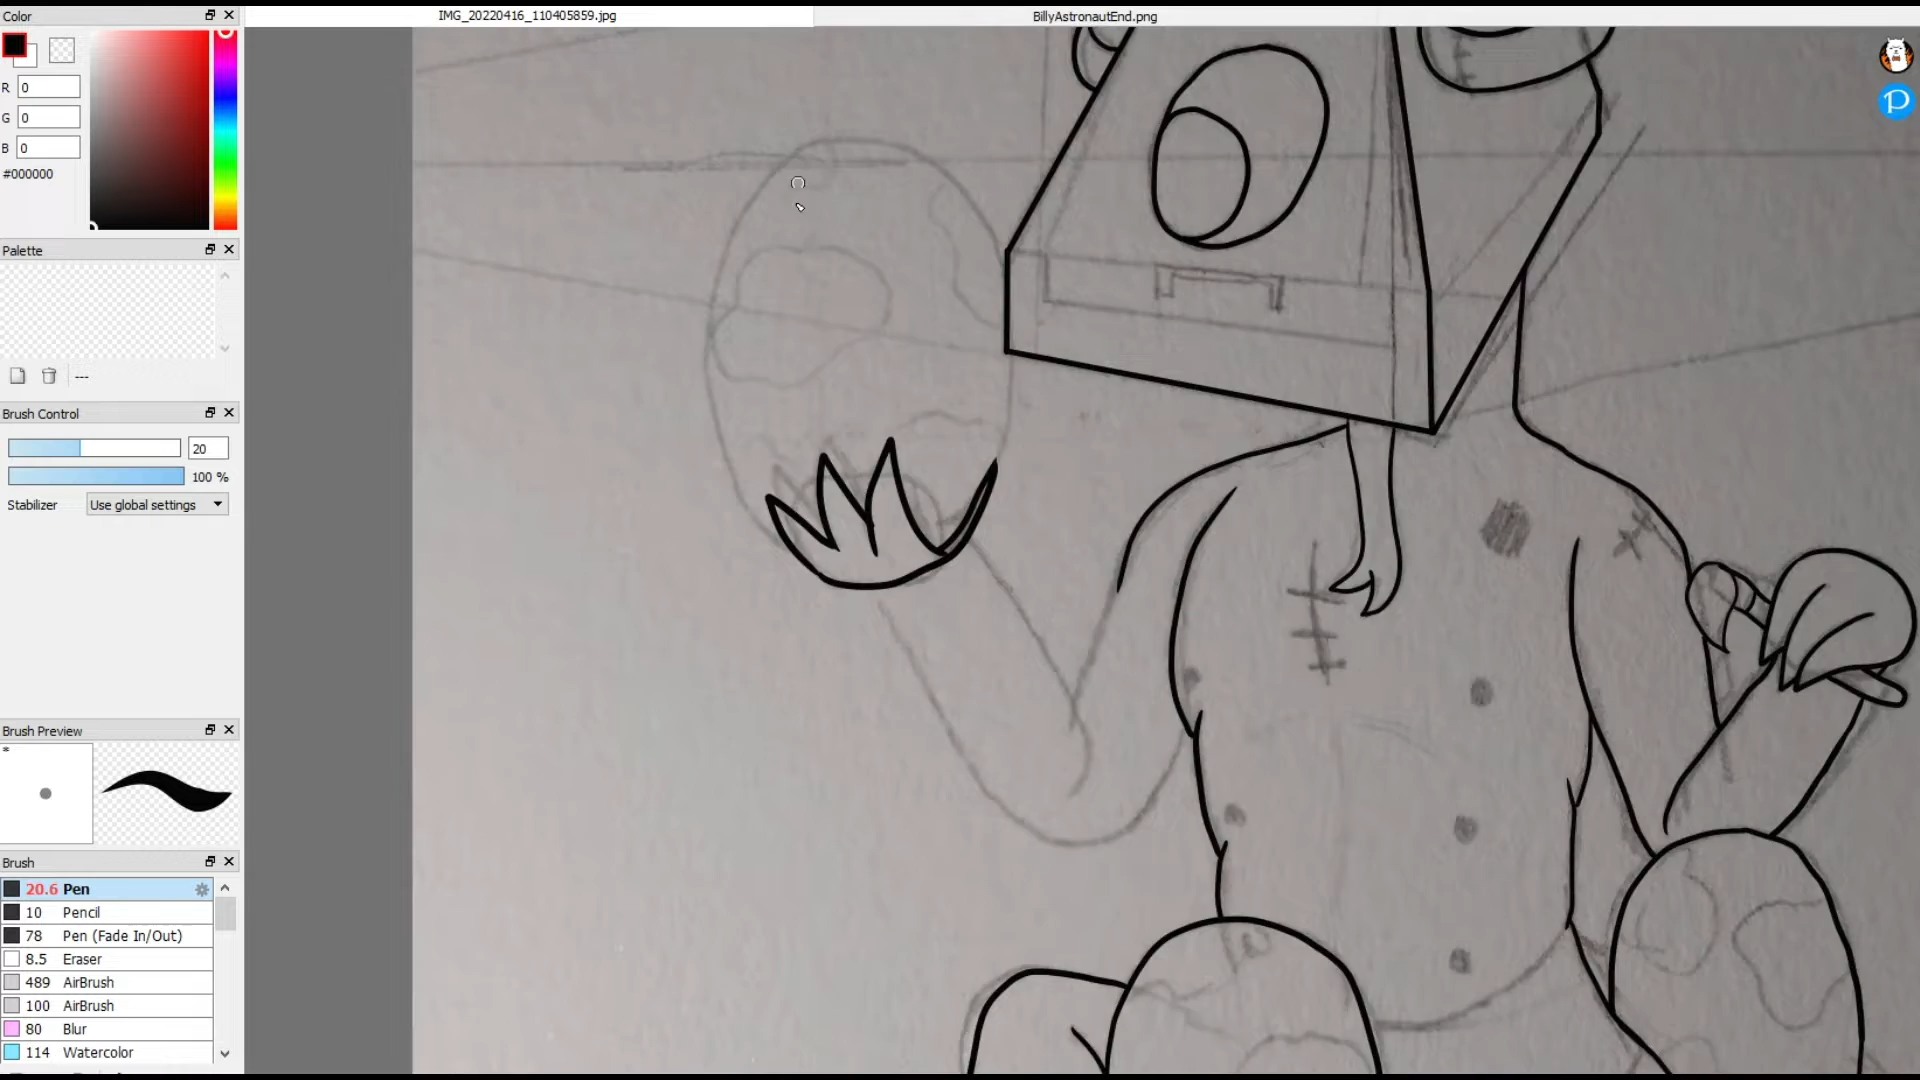 Color
IMG_20220416_110405859.jpg
BillyAstronautEnd.png
R 0
G 0
B 0
#000000
Palette
---
Brush Control
20
100 %
Stabilizer Use global settings
Brush Preview
*
Brush
20.6 Pen
10 Pencil
78 Pen (Fade In/Out)
8.5 Eraser
489 AirBrush
100 AirBrush
80 Blur
114 Watercolor
P